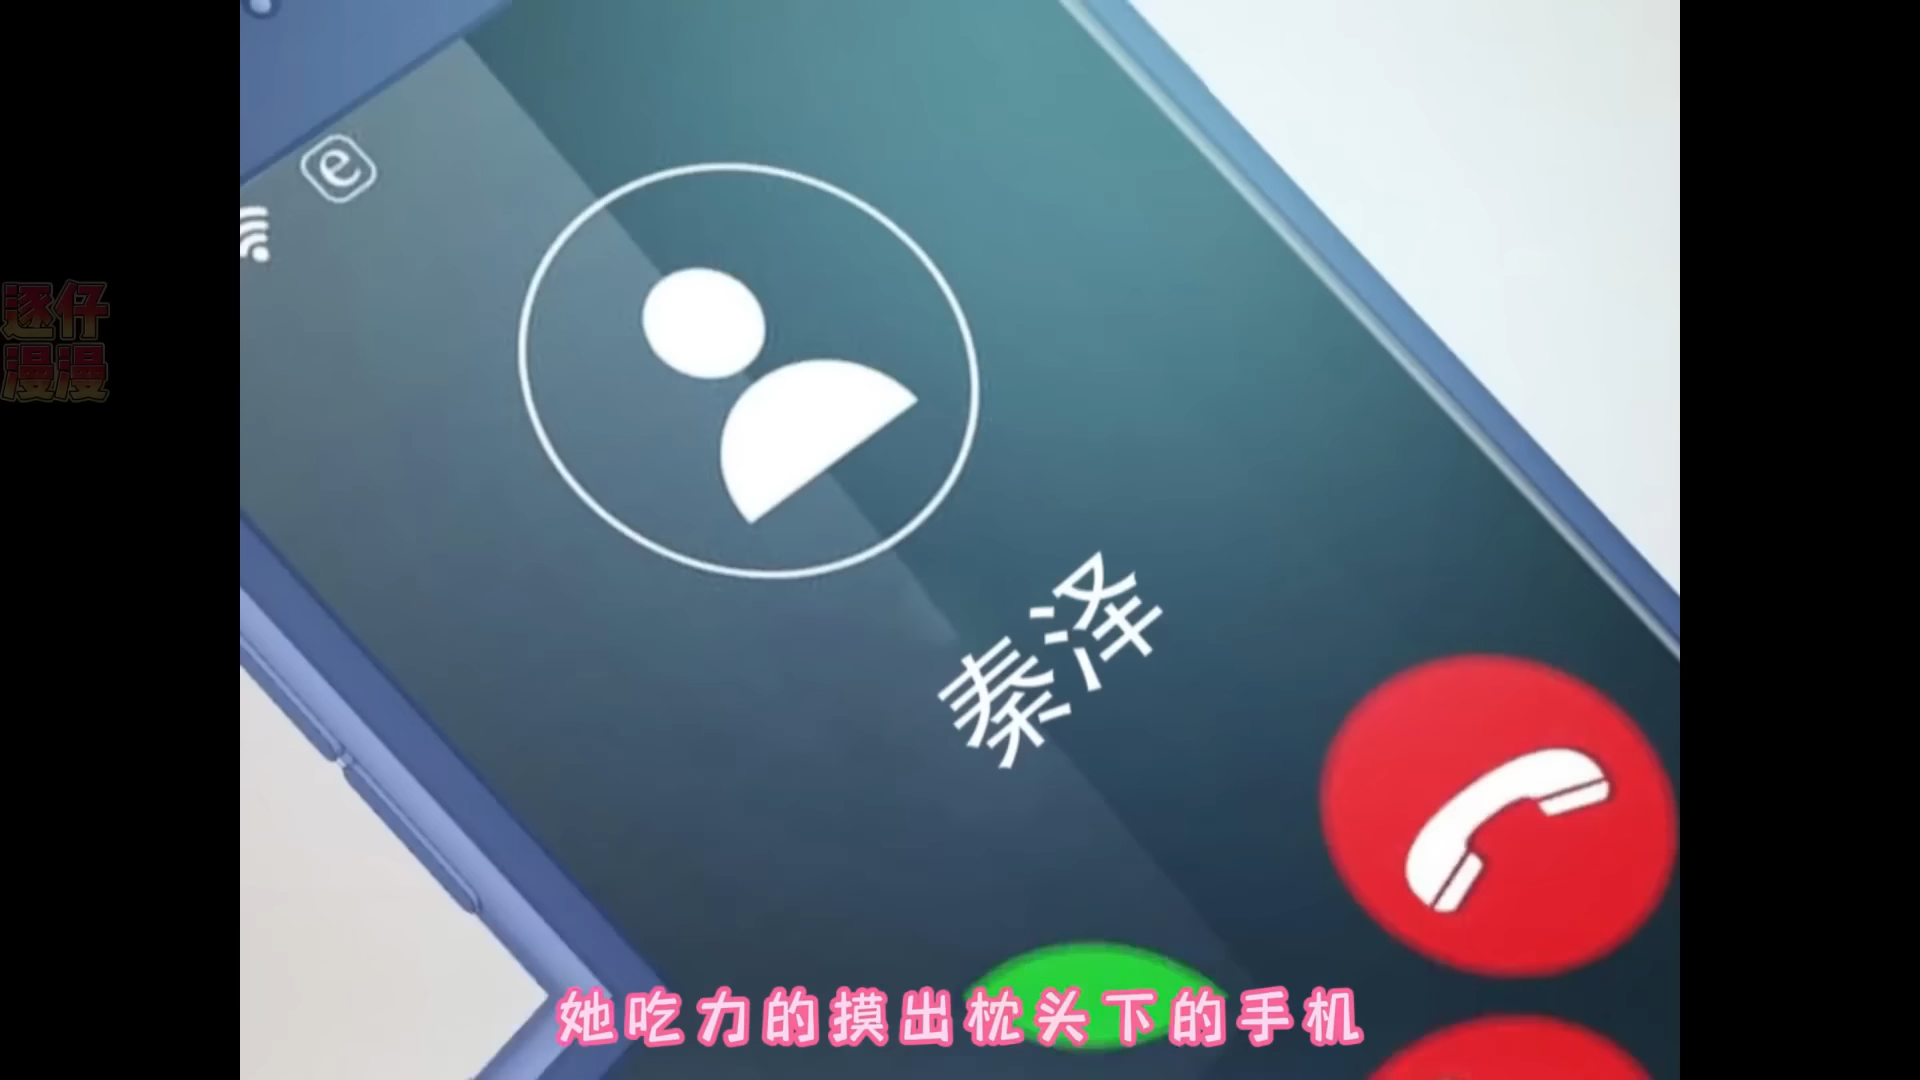 逐仔
漫漫
e
秦泽
她吃力的摸出枕头下的手机